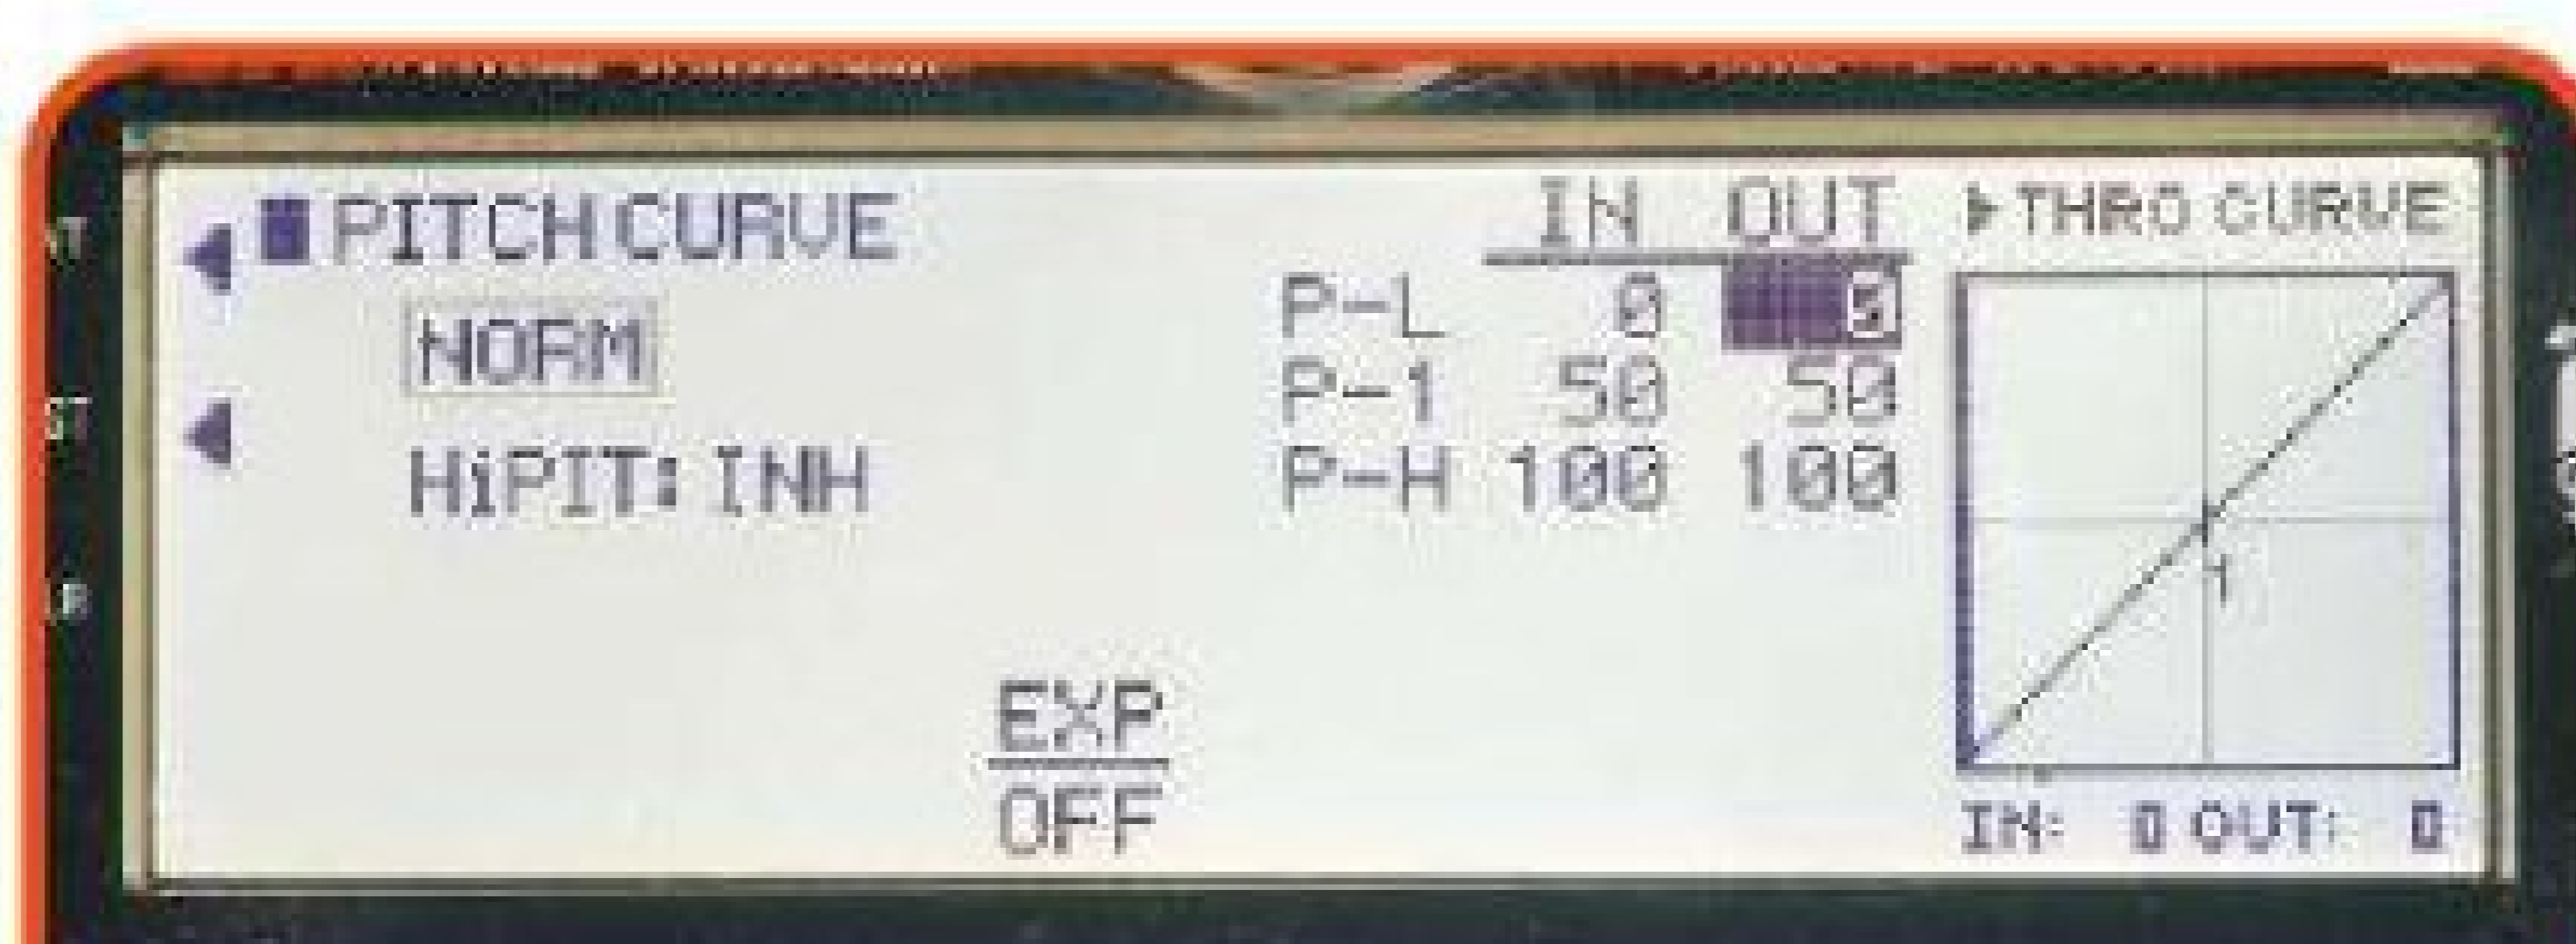 PITCH CURVE
NORM
HiPIT: INH
EXP
OFF
IN OUT
P-L 0
P-1 50 50
P-H 100 100
THRO CURVE
1
IN: 0 OUT: 0